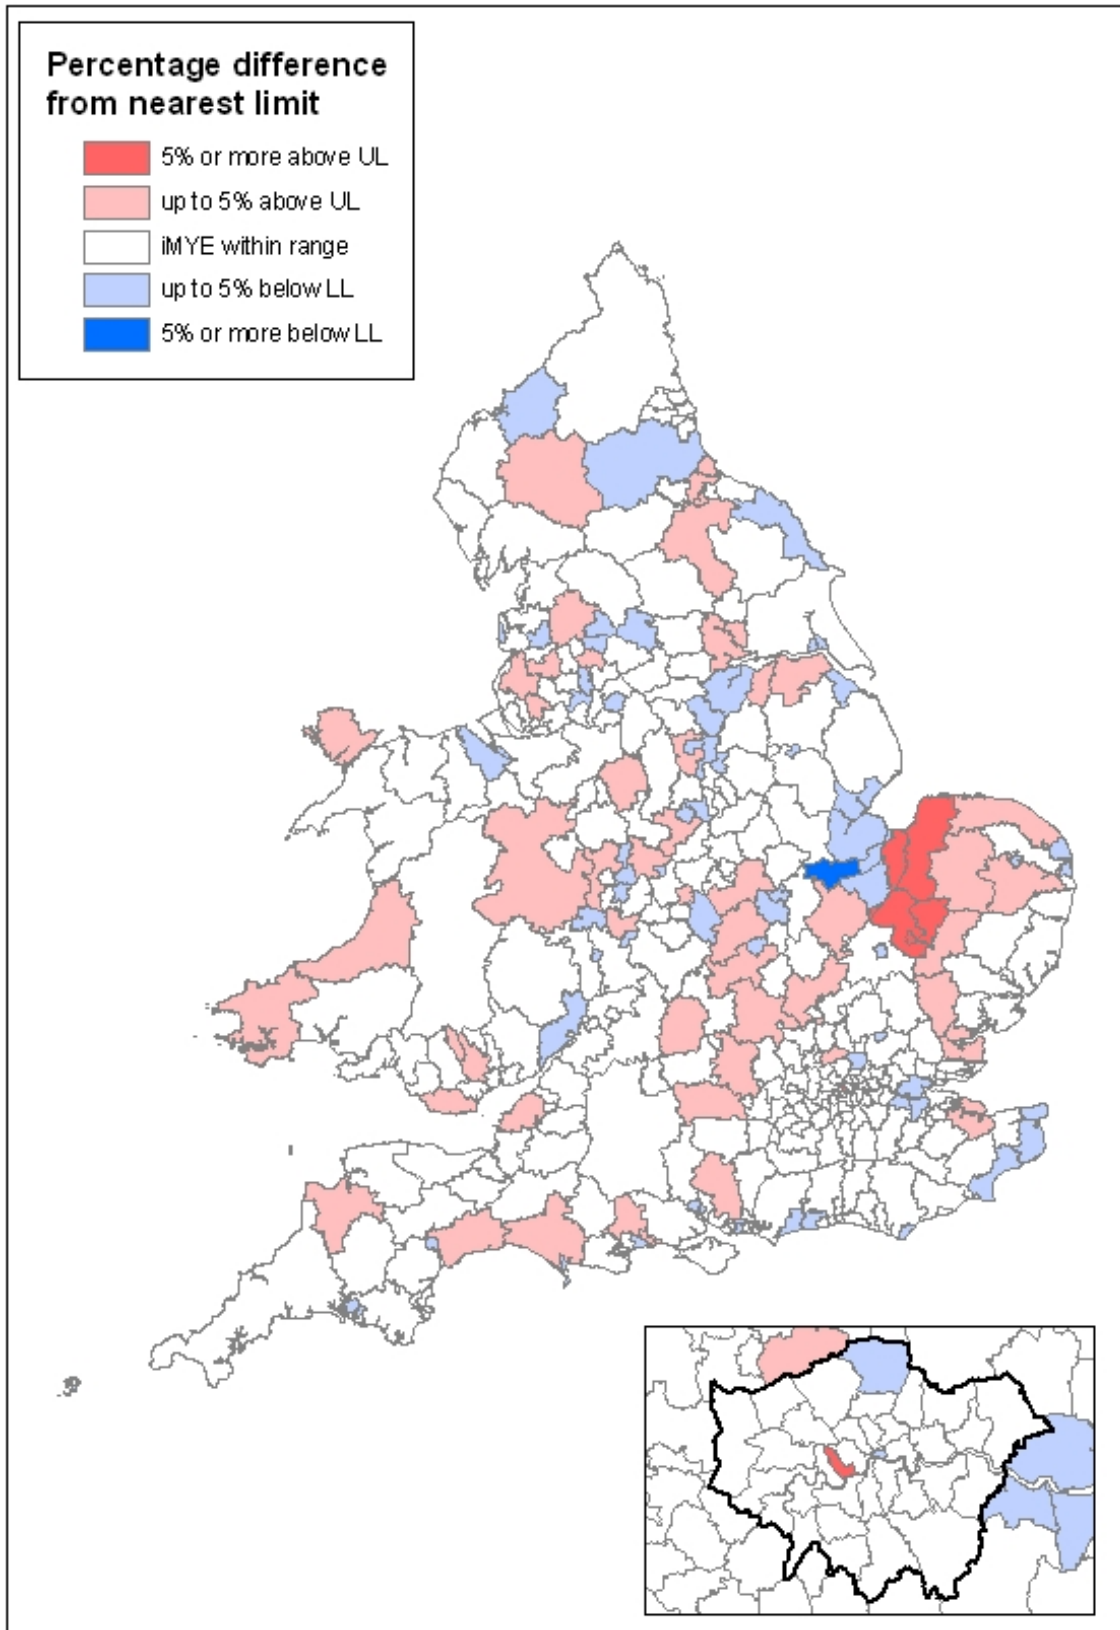 Percentage difference
from nearest limit
5% or more above UL
up to 5% above UL
iMYE within range
up to 5% below LL
5% or more below LL